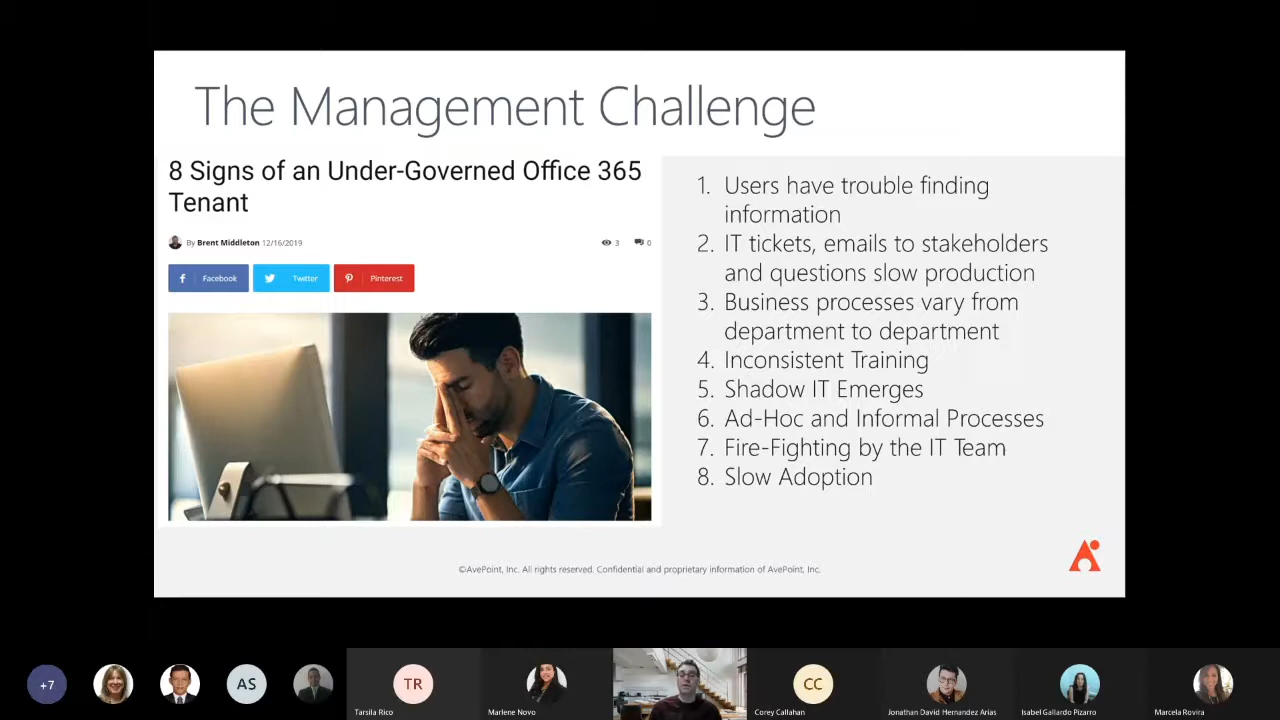 The Management Challenge
8 Signs of an Under-Governed Office 365
Tenant
By Brent Middleton 12/16/2019
3
0
Facebook
Twitter
Pinterest
1. Users have trouble finding
information
2. IT tickets, emails to stakeholders
and questions slow production
3. Business processes vary from
department to department
4. Inconsistent Training
5. Shadow IT Emerges
6. Ad-Hoc and Informal Processes
7. Fire-Fighting by the IT Team
8. Slow Adoption
©AvePoint, Inc. All rights reserved. Confidential and proprietary information of AvePoint, Inc.
+7
AS
TR
CC
Tarsila Rico
Marlene Novo
Corey Callahan
Jonathan David Hernandez Arias
Isabel Gallardo Pizarro
Marcela Rovira